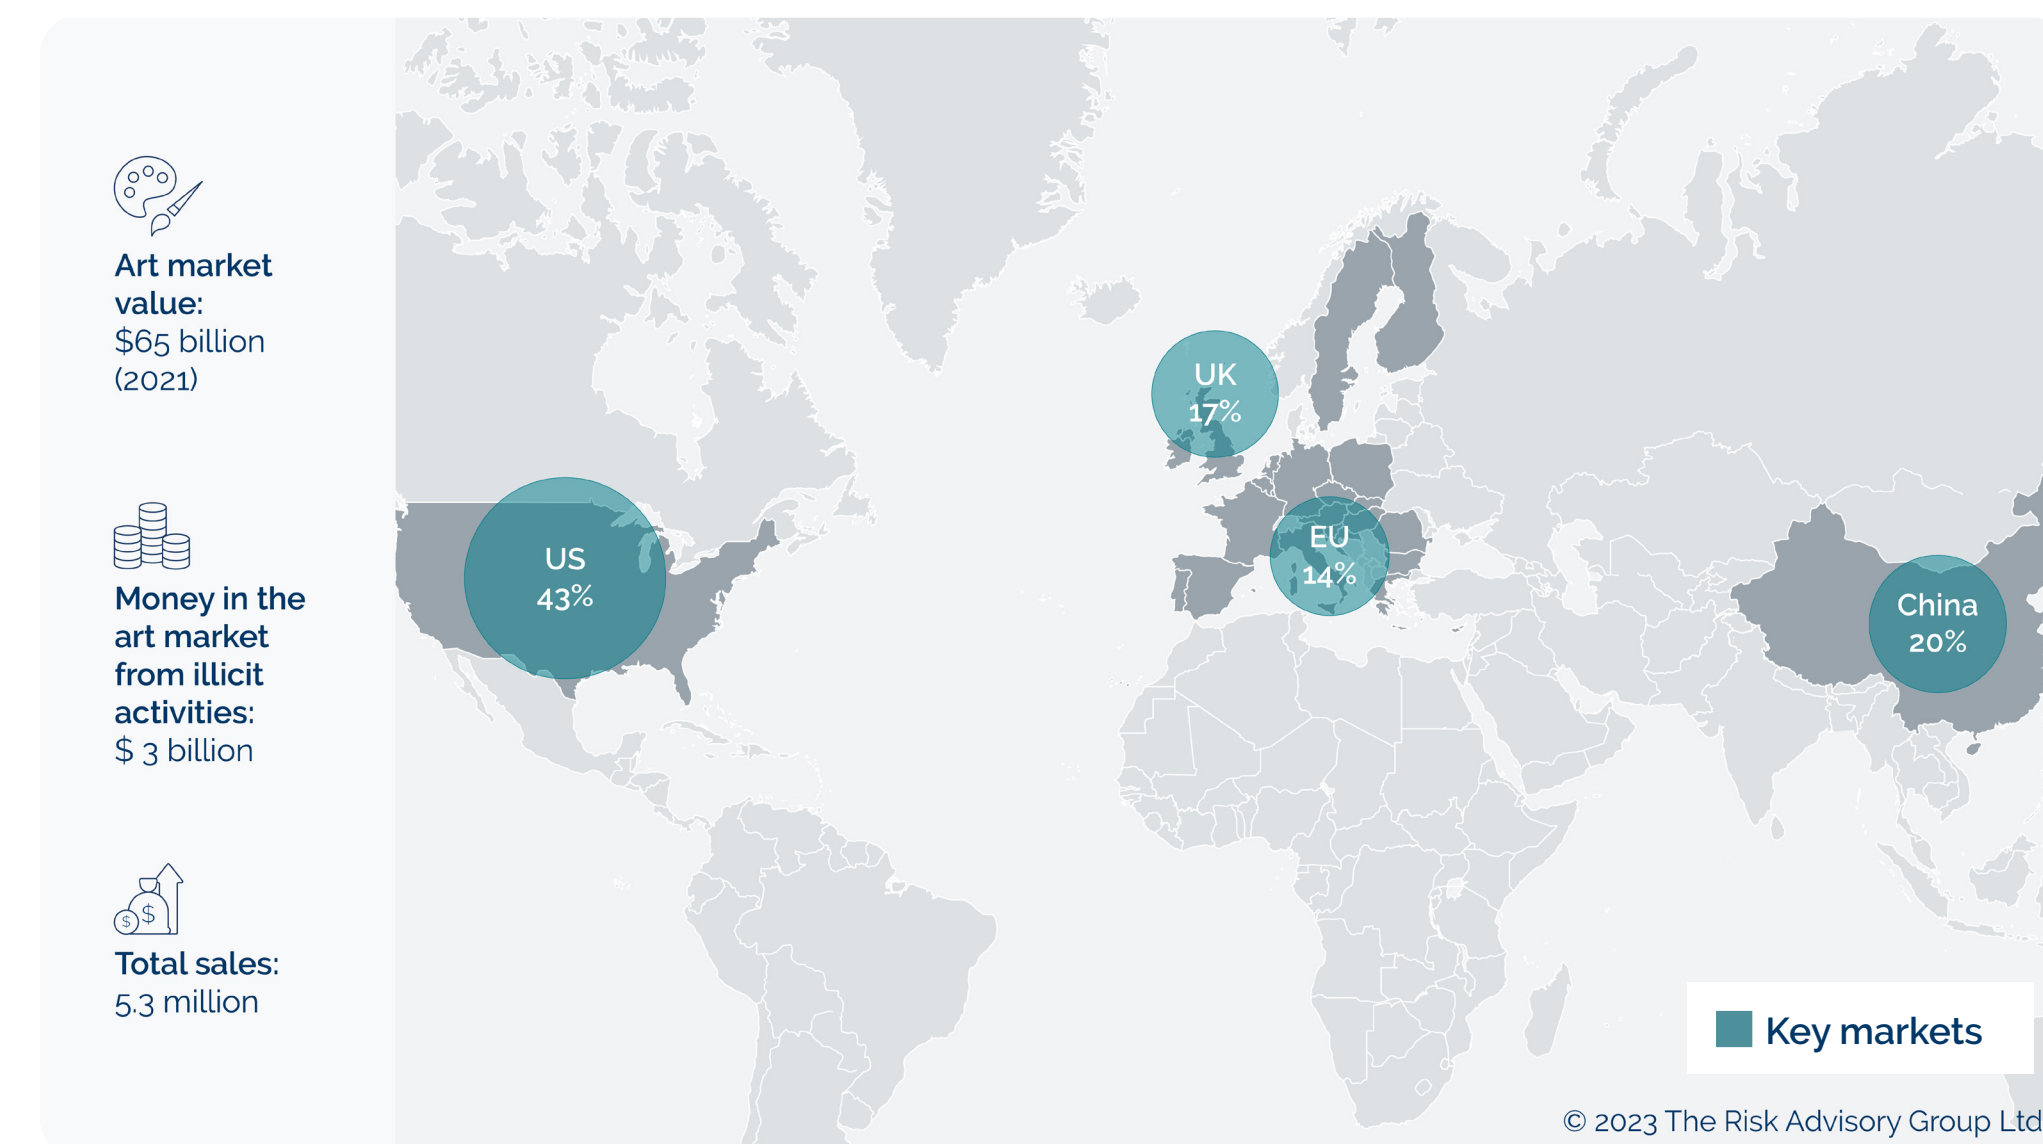 Art market
value:
$65 billion
(2021)
Money in the
art market
from illicit
activities:
$ 3 billion
$
$
Total sales:
5.3 million
US
43%
UK
17%
EU
14%
China
20%
Key markets
© 2023 The Risk Advisory Group Ltd